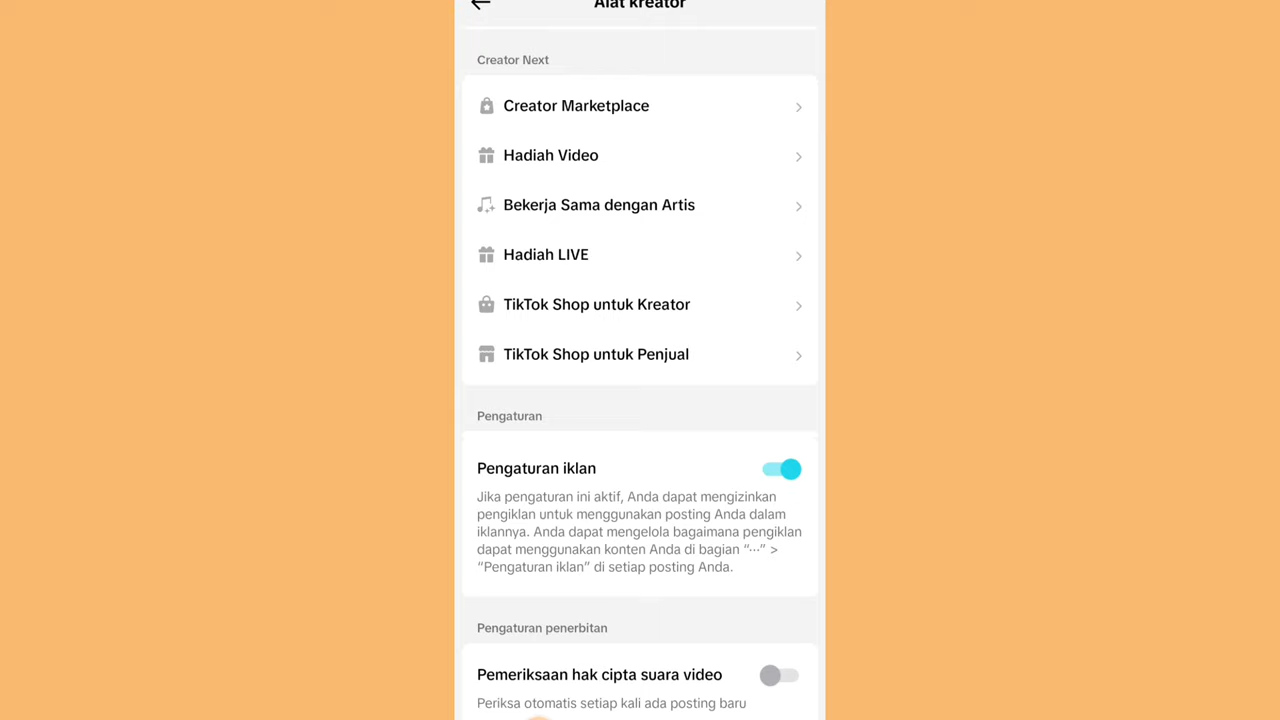 Alat kreator
Creator Next
Creator Marketplace
Hadiah Video
Bekerja Sama dengan Artis
Hadiah LIVE
TikTok Shop untuk Kreator
TikTok Shop untuk Penjual
Pengaturan
Pengaturan iklan
Jika pengaturan ini aktif, Anda dapat mengizinkan
pengiklan untuk menggunakan posting Anda dalam
iklannya. Anda dapat mengelola bagaimana pengiklan
dapat menggunakan konten Anda di bagian “···” >
“Pengaturan iklan” di setiap posting Anda.
Pengaturan penerbitan
Pemeriksaan hak cipta suara video
Periksa otomatis setiap kali ada posting baru